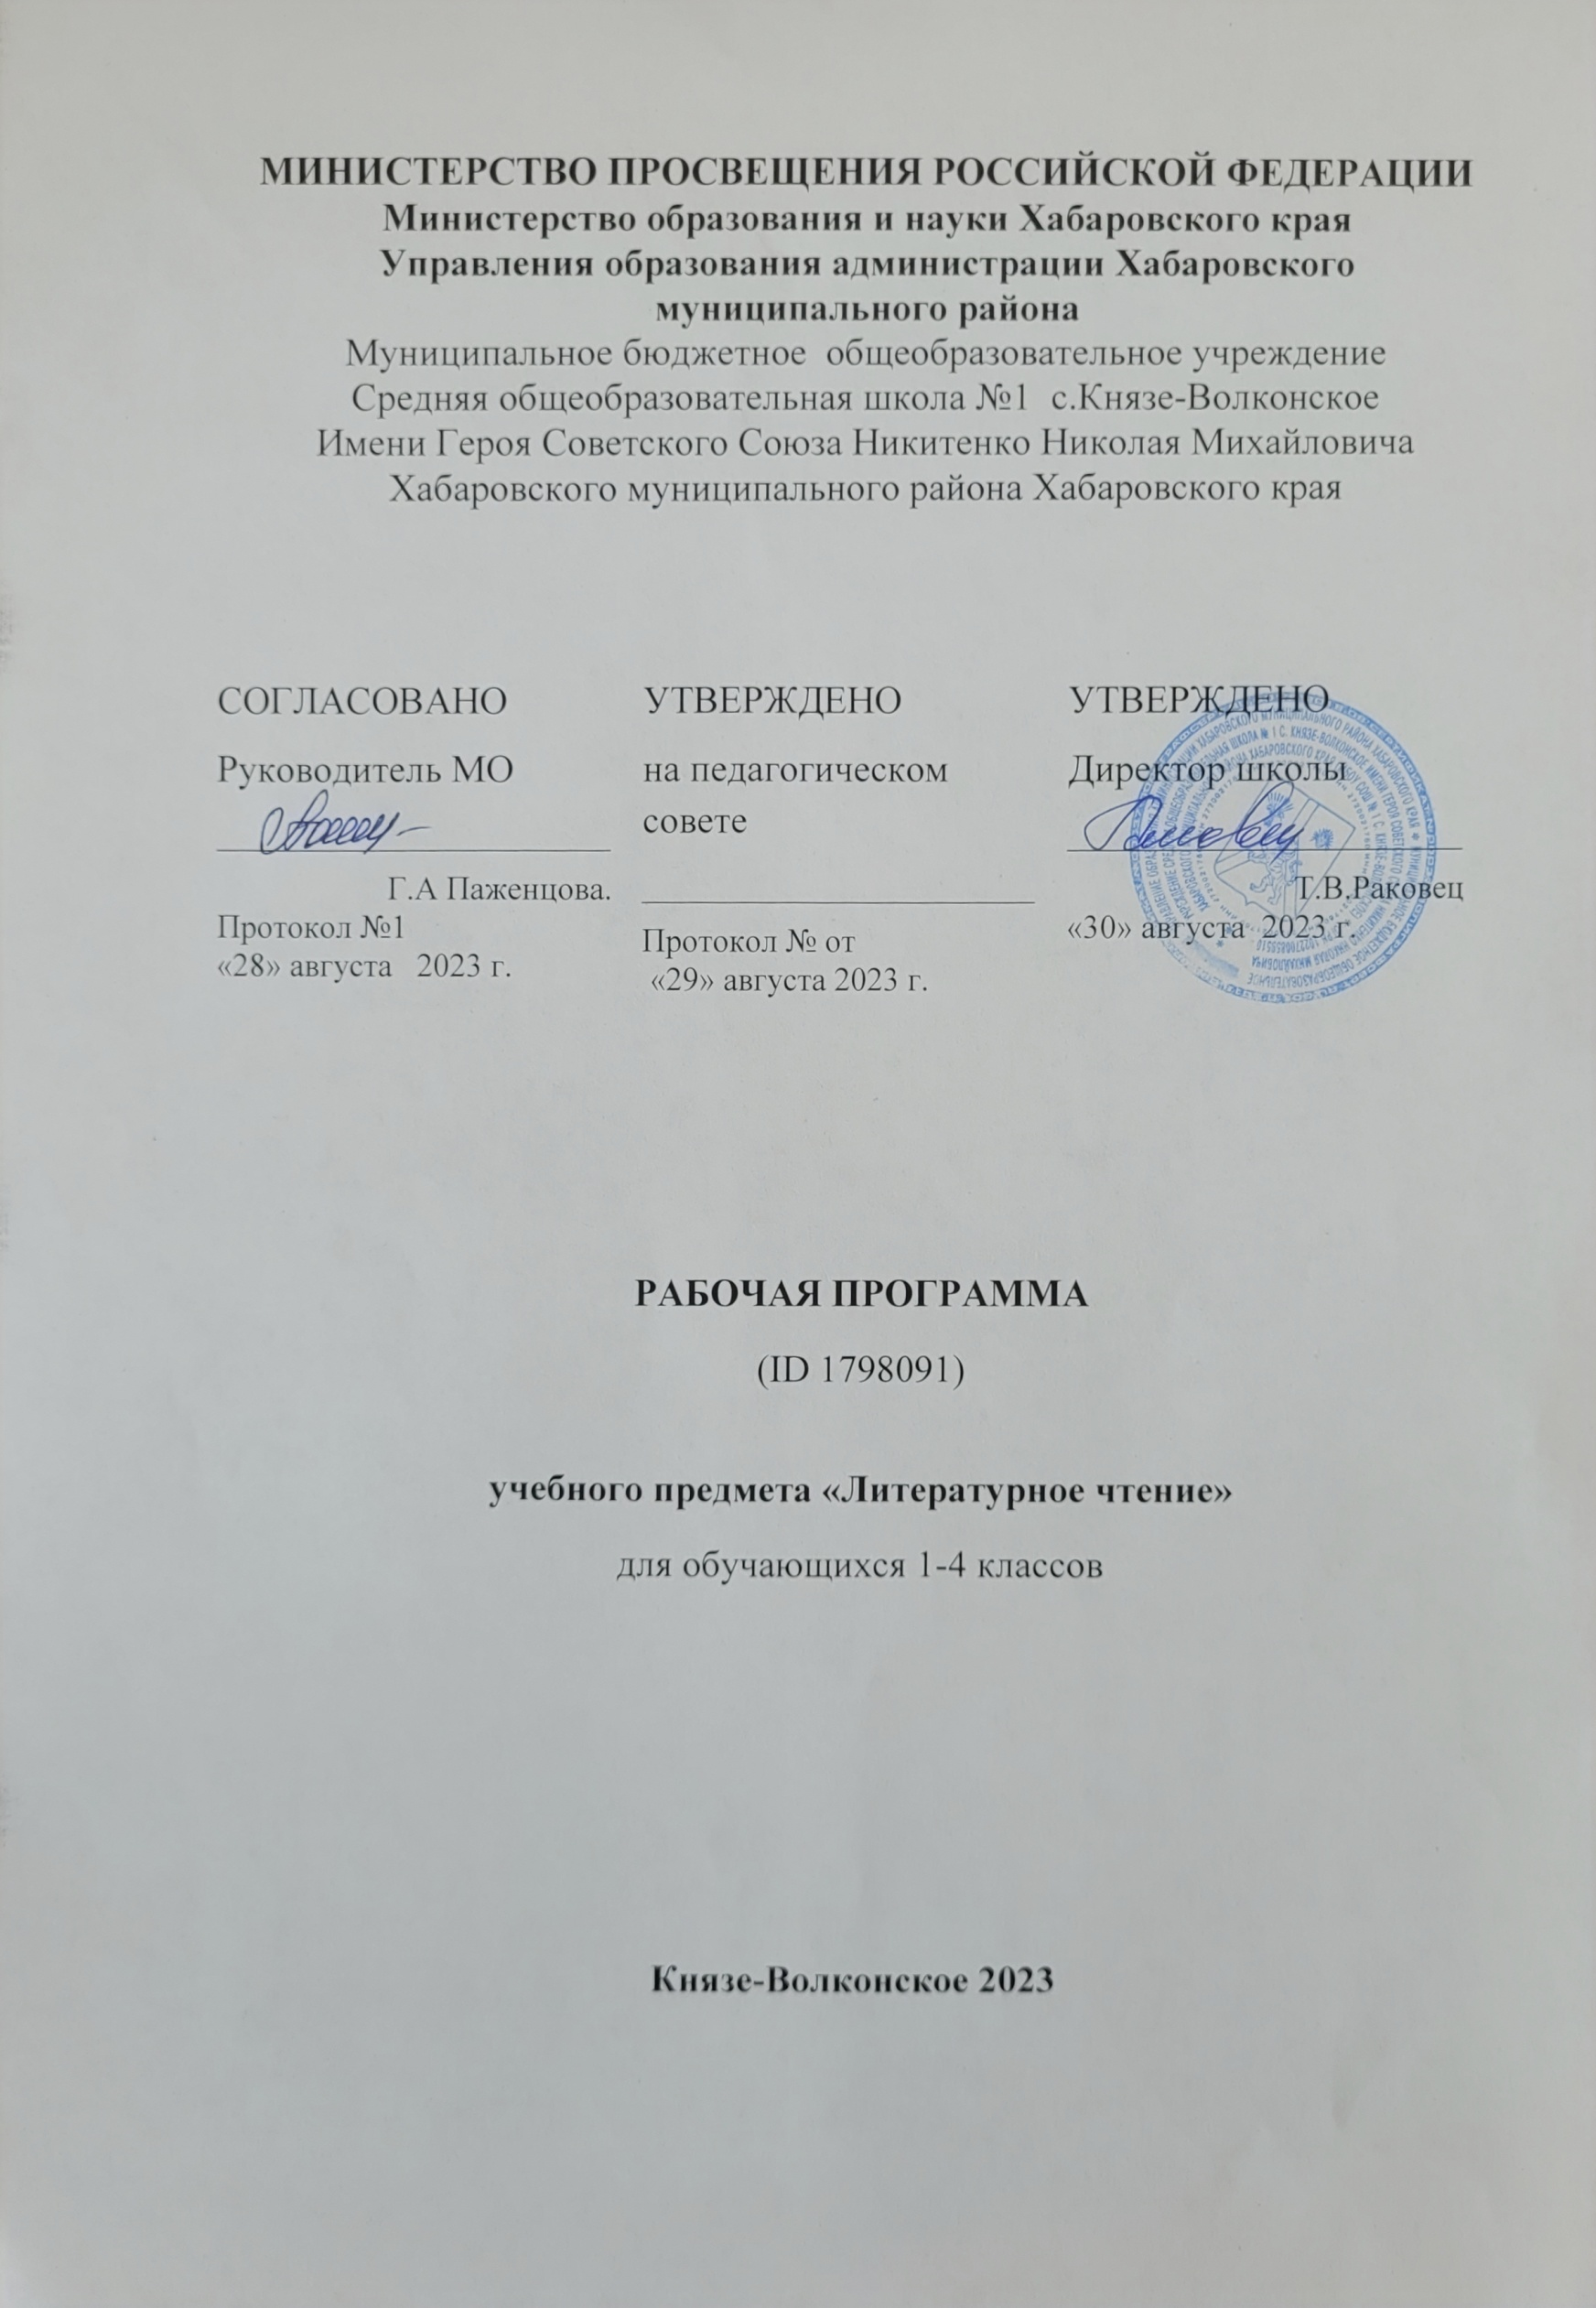 МИНИСТЕРСТВО ПРОСВЕЩЕНИЯ РОССИЙСКОЙ ФЕДЕРАЦИИ
Министерство образования и науки Хабаровского края
Управления образования администрации Хабаровского
муниципального района
Муниципальное бюджетное общеобразовательное учреждение
Средняя общеобразовательная школа №1 с.Князе-Волконское
Имени Героя Советского Союза Никитенко Николая Михайловича
Хабаровского муниципального района Хабаровского края
СОГЛАСОВАНО
Руководитель МО
Г.А Паженцова.
Протокол №1
«28» августа 2023 г.
УТВЕРЖДЕНО
на педагогическом
совете
Протокол № от
«29» августа 2023 г.
УТВЕРЖДЕНО
Директор школы
Т.В.Раковец
«30» августа 2023 г.
РАБОЧАЯ ПРОГРАММА
(ID 1798091)
учебного предмета «Литературное чтение»
для обучающихся 1-4 классов
Князе-Волконское 2023